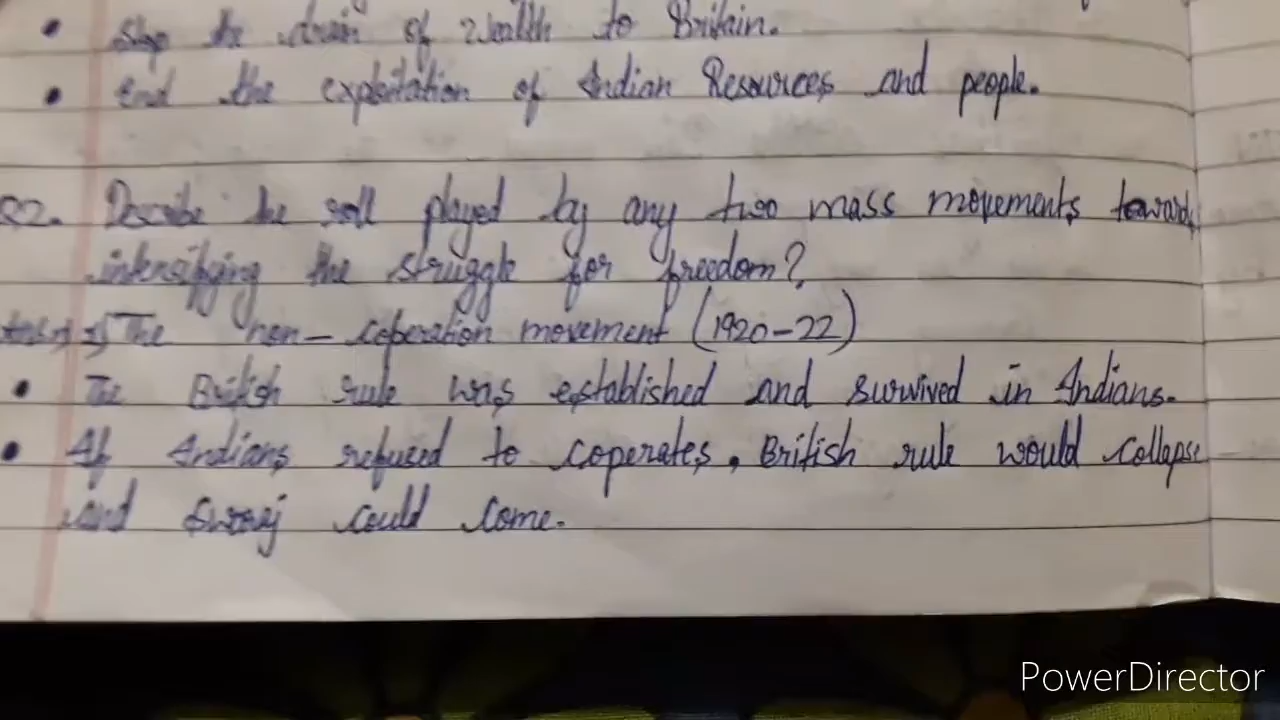 • Stop the drain of Wealth to Britain.
• End the exploitation of Indian Resources and people.
Q2. Describe the roll played by any two mass movements towards
intensifying the struggle for freedom?
The non-coperation movement (1920-22)
• The British rule was established and survived in Indians.
• If Indians refused to coperates, British rule would collapse
and Swaraj could come.
PowerDirector